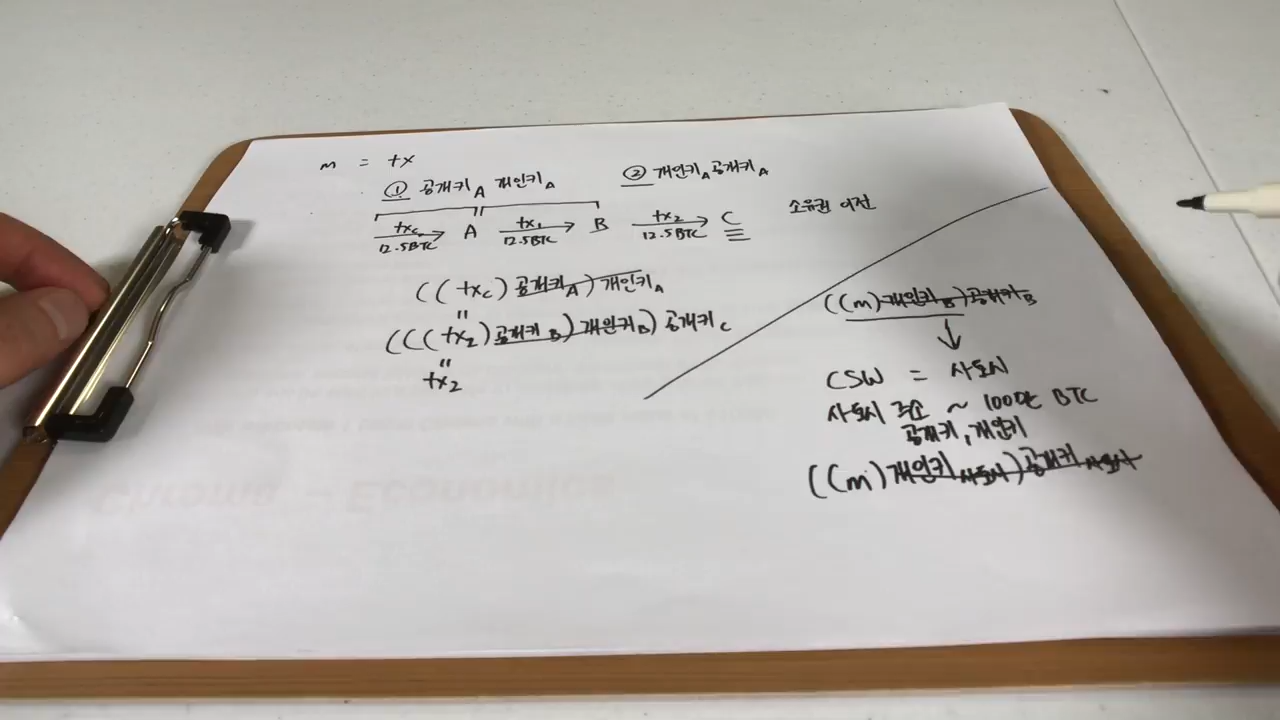 m = tx
① 공개키A 개인키A ② 개인키A 공개키A
txc 12.5BTC A tx1 12.5BTC B tx2 12.5BTC C 소유권 이전
((txc) 공개키A) 개인키A
"
(((tx2) 공개키B) 개인키B) 공개키C
"
tx2
((m) 개인키B) 공개키B
↓
CSW = 사토시
사토시 주소 ~ 100만 BTC
공개키, 개인키
((m) 개인키사토시) 공개키사토시
Chroma - Economics